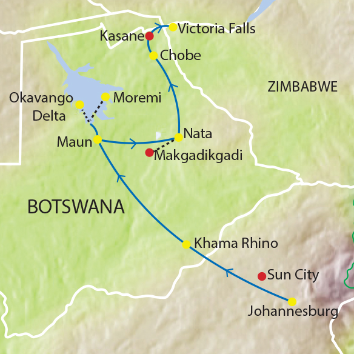 Victoria Falls
Kasane
Chobe
ZIMBABWE
Okavango
Delta
Moremi
Maun
Nata
Makgadikgadi
BOTSWANA
Khama Rhino
Sun City
Johannesburg